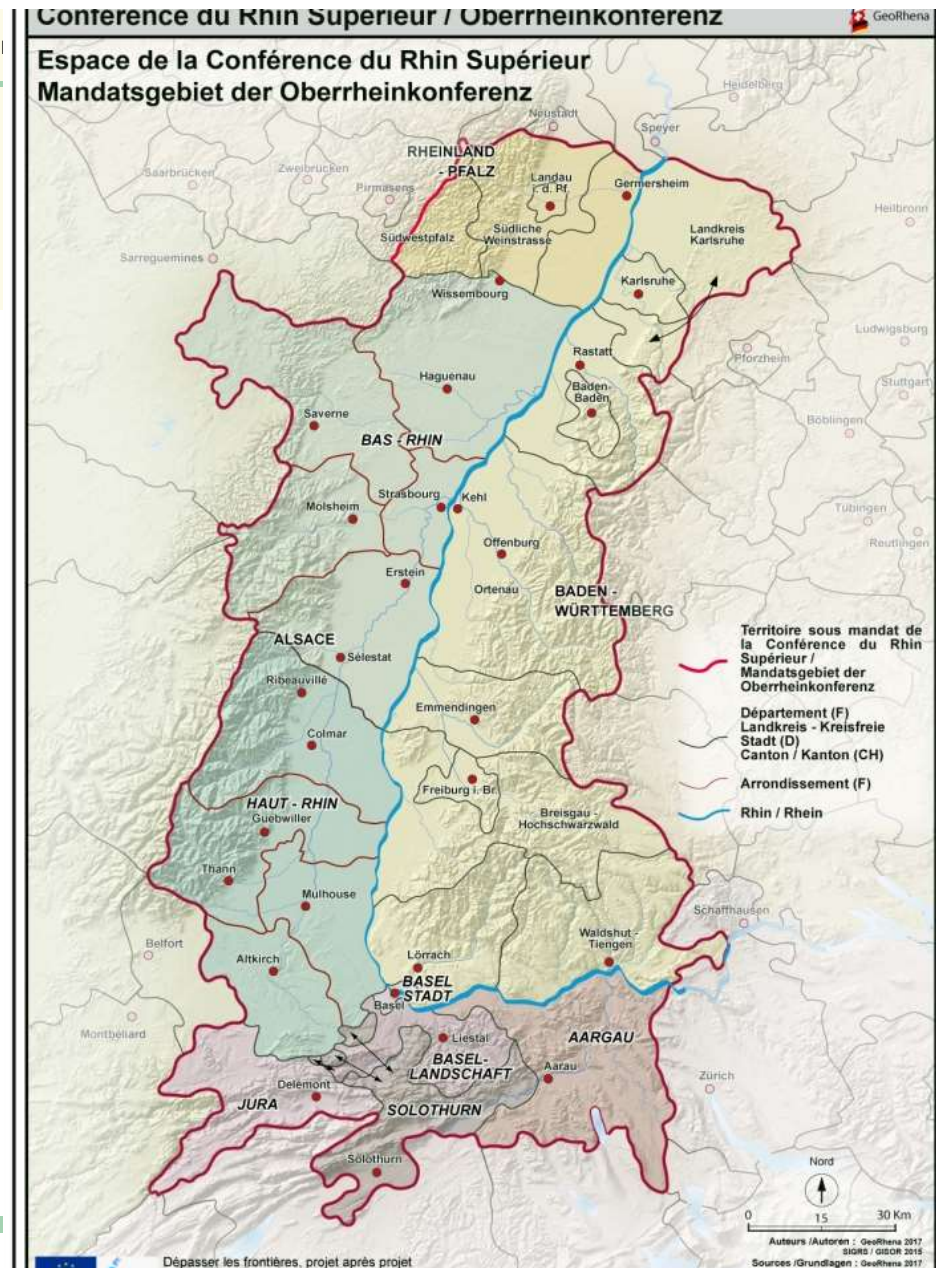 Conférence du Rhin Supérieur / Oberrheinkonferenz
GeoRhena
Espace de la Conférence du Rhin Supérieur
Mandatsgebiet der Oberrheinkonferenz
Heidelberg
Neustadt
Speyer
RHEINLAND
- PFALZ
Saarbrücken
Zweibrücken
Pirmasens
Landau
i. d. Pf.
Germersheim
Heilbronn
Südwestpfalz
Südliche
Weinstrasse
Landkreis
Karlsruhe
Sarreguemines
Wissembourg
Karlsruhe
Ludwigsburg
Rastatt
Pforzheim
Haguenau
Baden-
Baden
Stuttgart
Saverne
Böblingen
BAS - RHIN
Strasbourg
Kehl
Molsheim
Tübingen
Offenburg
Reutlingen
Erstein
Ortenau
BADEN -
WÜRTTEMBERG
ALSACE
Sélestat
Ribeauvillé
Emmendingen
Colmar
Freiburg i. Br.
HAUT - RHIN
Guebwiller
Breisgau -
Hochschwarzwald
Thann
Mulhouse
Schaffhausen
Belfort
Altkirch
Lörrach
Waldshut -
Tiengen
BASEL
STADT
Basel
Montbéliard
Liestal
AARGAU
BASEL-
LANDSCHAFT
Aarau
Zürich
Delémont
JURA
SOLOTHURN
Solothurn
Territoire sous mandat de
la Conférence du Rhin
Supérieur /
Mandatsgebiet der
Oberrheinkonferenz
Département (F)
Landkreis - Kreisfreie
Stadt (D)
Canton / Kanton (CH)
Arrondissement (F)
Rhin / Rhein
Nord
0 15 30 Km
Auteurs /Autoren : GeoRhena 2017
SIGRS / GISOR 2015
Sources /Grundlagen : GeoRhena 2017
Dépasser les frontières, projet après projet